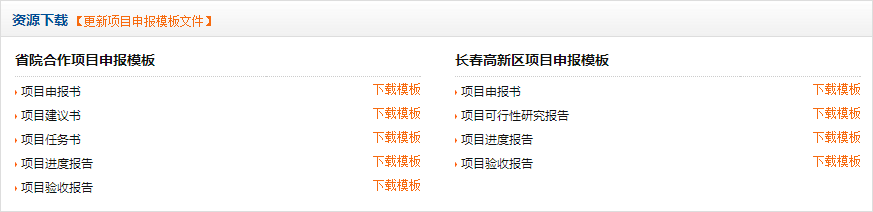 资源下载 【更新项目申报模板文件】
省院合作项目申报模板
项目申报书 下载模板
项目建议书 下载模板
项目任务书 下载模板
项目进度报告 下载模板
项目验收报告 下载模板
长春高新区项目申报模板
项目申报书 下载模板
项目可行性研究报告 下载模板
项目进度报告 下载模板
项目验收报告 下载模板